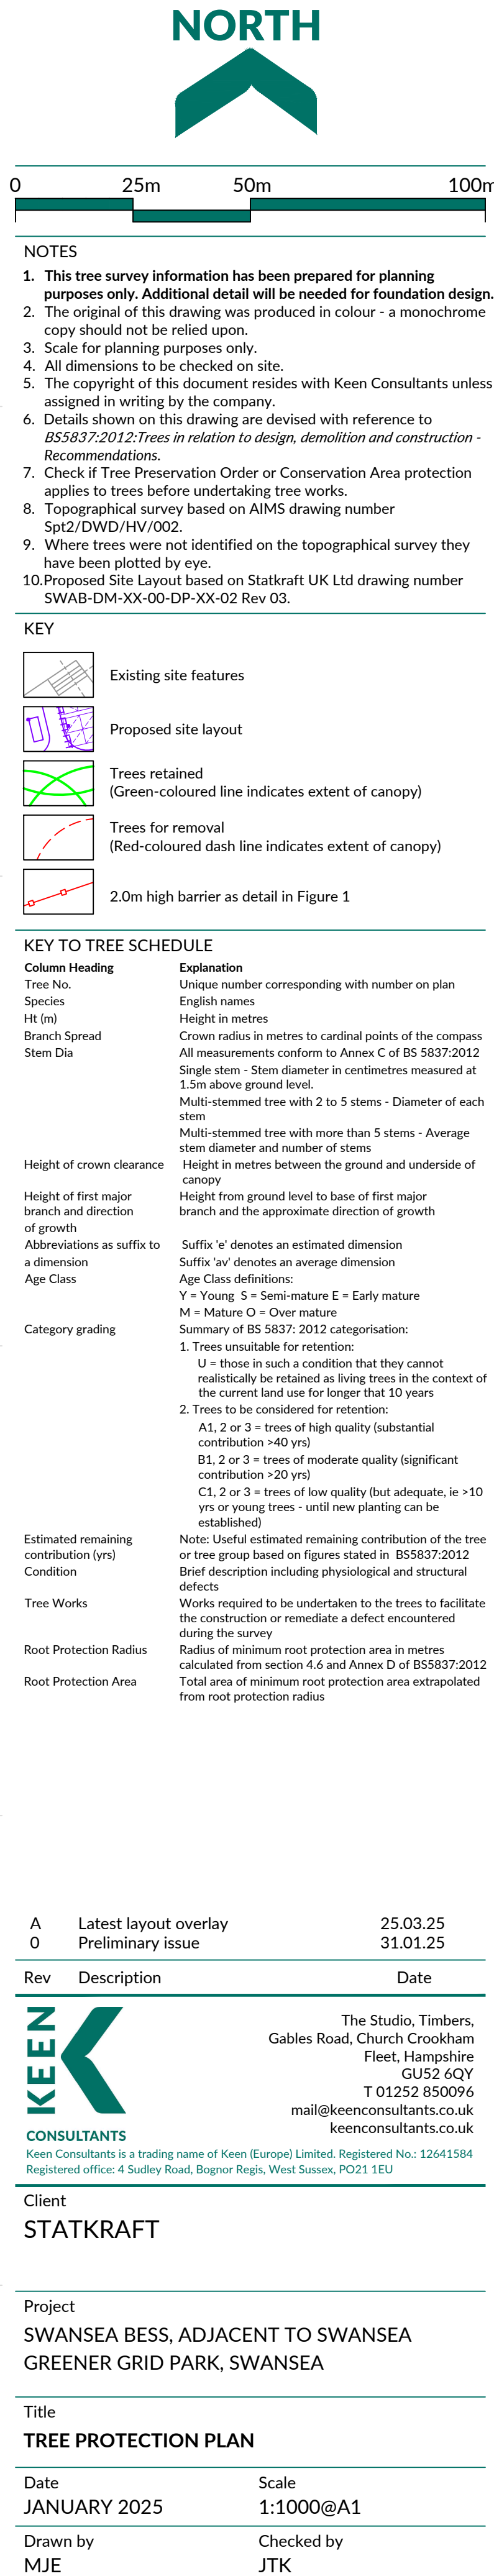 NORTH
0 25m 50m 100m
NOTES
1. This tree survey information has been prepared for planning
purposes only. Additional detail will be needed for foundation design.
2. The original of this drawing was produced in colour - a monochrome
copy should not be relied upon.
3. Scale for planning purposes only.
4. All dimensions to be checked on site.
5. The copyright of this document resides with Keen Consultants unless
assigned in writing by the company.
6. Details shown on this drawing are devised with reference to
BS5837:2012:Trees in relation to design, demolition and construction -
Recommendations.
7. Check if Tree Preservation Order or Conservation Area protection
applies to trees before undertaking tree works.
8. Topographical survey based on AIMS drawing number
Spt2/DWD/HV/002.
9. Where trees were not identified on the topographical survey they
have been plotted by eye.
10.Proposed Site Layout based on Statkraft UK Ltd drawing number
SWAB-DM-XX-00-DP-XX-02 Rev 03.
KEY
Existing site features
Proposed site layout
Trees retained
(Green-coloured line indicates extent of canopy)
Trees for removal
(Red-coloured dash line indicates extent of canopy)
2.0m high barrier as detail in Figure 1
KEY TO TREE SCHEDULE
Column Heading Explanation
Tree No. Unique number corresponding with number on plan
Species English names
Ht (m) Height in metres
Branch Spread Crown radius in metres to cardinal points of the compass
Stem Dia All measurements conform to Annex C of BS 5837:2012
Single stem - Stem diameter in centimetres measured at
1.5m above ground level.
Multi-stemmed tree with 2 to 5 stems - Diameter of each
stem
Multi-stemmed tree with more than 5 stems - Average
stem diameter and number of stems
Height of crown clearance Height in metres between the ground and underside of
canopy
Height of first major Height from ground level to base of first major
branch and direction branch and the approximate direction of growth
of growth
Abbreviations as suffix to Suffix 'e' denotes an estimated dimension
a dimension Suffix 'av' denotes an average dimension
Age Class Age Class definitions:
Y = Young S = Semi-mature E = Early mature
M = Mature O = Over mature
Category grading Summary of BS 5837: 2012 categorisation:
1. Trees unsuitable for retention:
U = those in such a condition that they cannot
realistically be retained as living trees in the context of
the current land use for longer that 10 years
2. Trees to be considered for retention:
A1, 2 or 3 = trees of high quality (substantial
contribution >40 yrs)
B1, 2 or 3 = trees of moderate quality (significant
contribution >20 yrs)
C1, 2 or 3 = trees of low quality (but adequate, ie >10
yrs or young trees - until new planting can be
established)
Estimated remaining Note: Useful estimated remaining contribution of the tree
contribution (yrs) or tree group based on figures stated in BS5837:2012
Condition Brief description including physiological and structural
defects
Tree Works Works required to be undertaken to the trees to facilitate
the construction or remediate a defect encountered
during the survey
Root Protection Radius Radius of minimum root protection area in metres
calculated from section 4.6 and Annex D of BS5837:2012
Root Protection Area Total area of minimum root protection area extrapolated
from root protection radius
A Latest layout overlay 25.03.25
0 Preliminary issue 31.01.25
Rev Description Date
KEEN
CONSULTANTS
The Studio, Timbers,
Gables Road, Church Crookham
Fleet, Hampshire
GU52 6QY
T 01252 850096
mail@keenconsultants.co.uk
keenconsultants.co.uk
Keen Consultants is a trading name of Keen (Europe) Limited. Registered No.: 12641584
Registered office: 4 Sudley Road, Bognor Regis, West Sussex, PO21 1EU
Client
STATKRAFT
Project
SWANSEA BESS, ADJACENT TO SWANSEA
GREENER GRID PARK, SWANSEA
Title
TREE PROTECTION PLAN
Date Scale
JANUARY 2025 1:1000@A1
Drawn by Checked by
MJE JTK